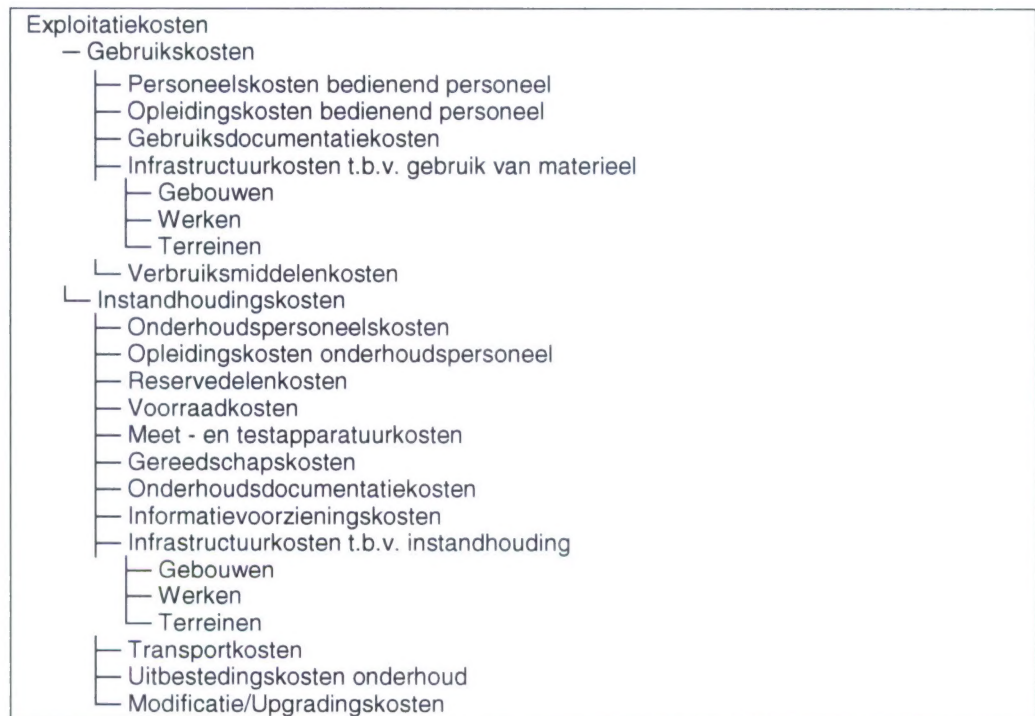 Exploitatiekosten
Gebruikskosten
Personeelskosten bedienend personeel
Opleidingskosten bedienend personeel
Gebruiksdocumentatiekosten
Infrastructuurkosten t.b.v. gebruik van materieel
Gebouwen
Werken
Terreinen
Verbruiksmiddelenkosten
Instandhoudingskosten
Onderhoudspersoneelskosten
Opleidingskosten onderhoudspersoneel
Reservedelenkosten
Voorraadkosten
Meet - en testapparatuurkosten
Gereedschapskosten
Onderhoudsdocumentatiekosten
Informatievoorzieningskosten
Infrastructuurkosten t.b.v. instandhouding
Gebouwen
Werken
Terreinen
Transportkosten
Uitbestedingskosten onderhoud
Modificatie/Upgradingskosten